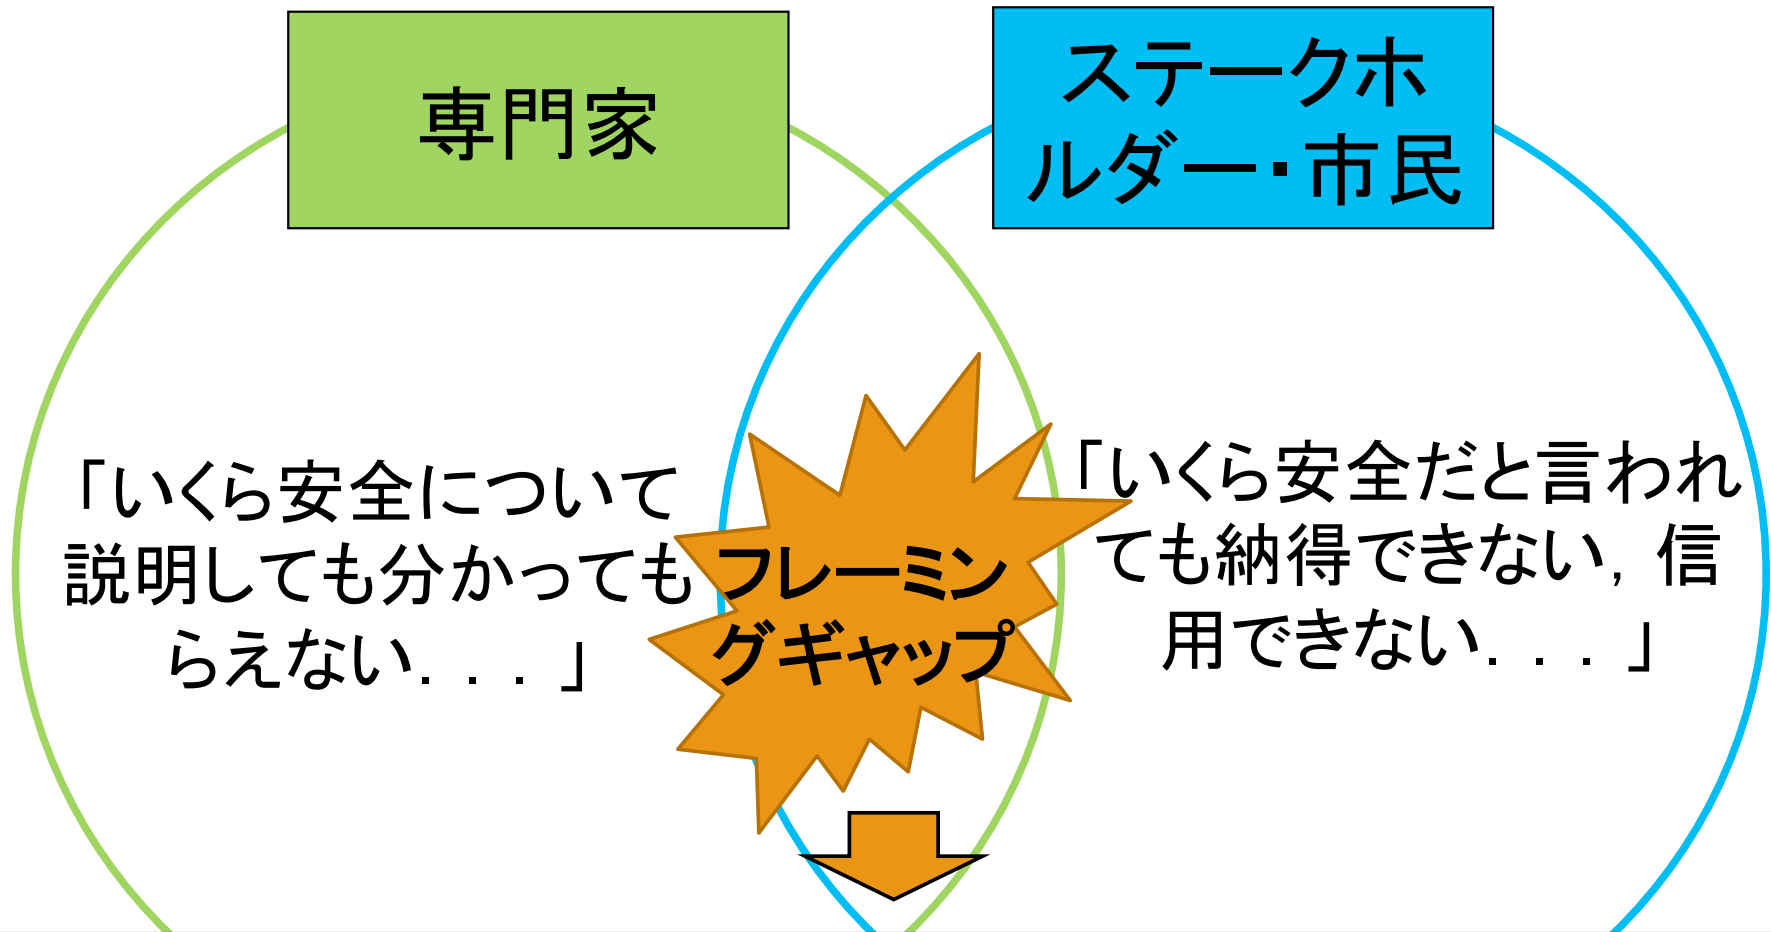 専門家
ステークホ
ルダー・市民
「いくら安全について
説明しても分かっても
らえない．．．」
フレーミン
グギャップ
「いくら安全だと言われ
ても納得できない，信
用できない．．．」